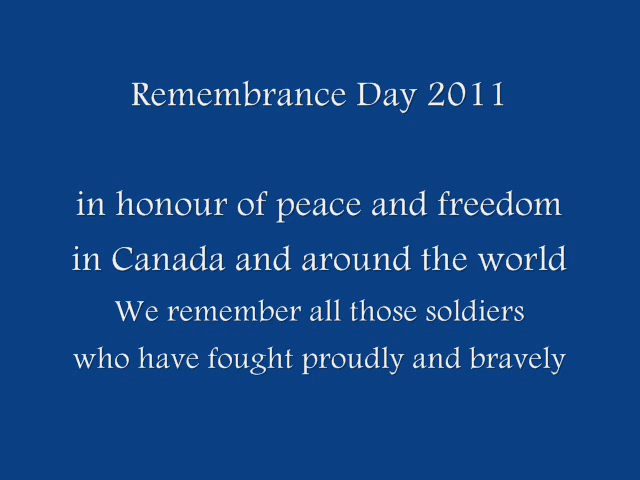 Remembrance Day 2011
in honour of peace and freedom
in Canada and around the world
We remember all those soldiers
who have fought proudly and bravely